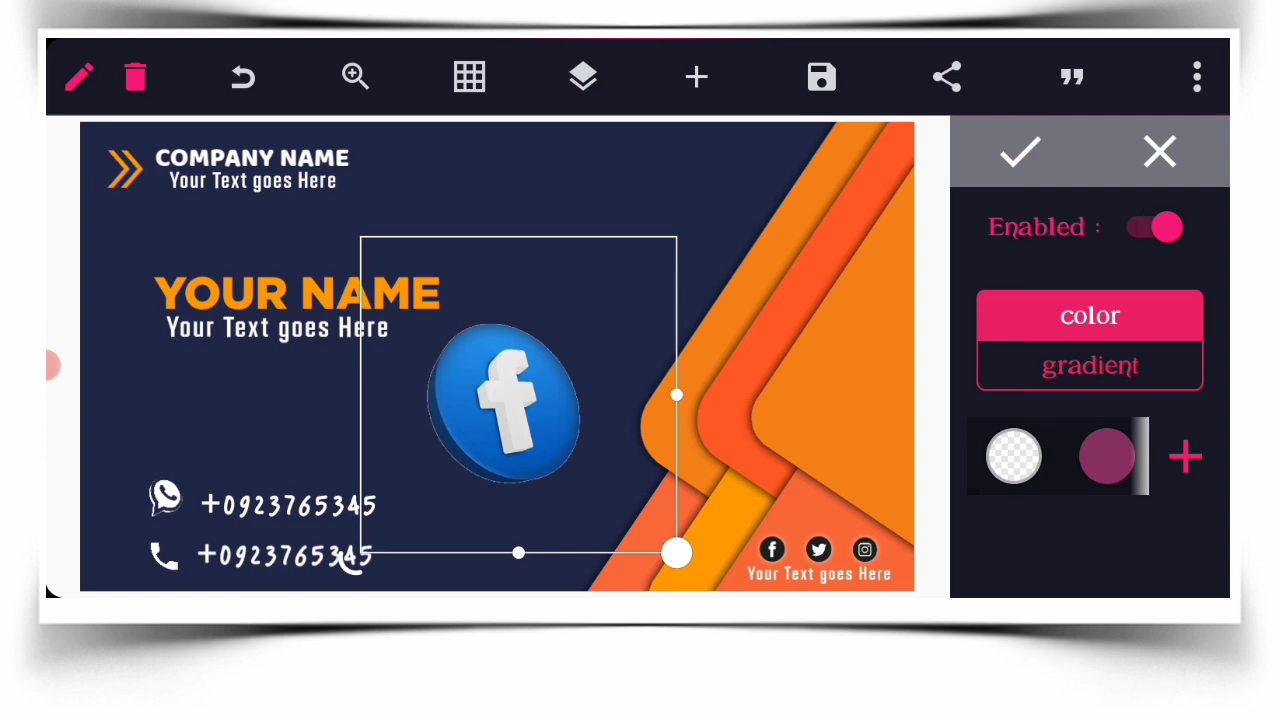 COMPANY NAME
Your Text goes Here
YOUR NAME
Your Text goes Here
+0923765345
+0923765345
Your Text goes Here
Enabled :
color
gradient